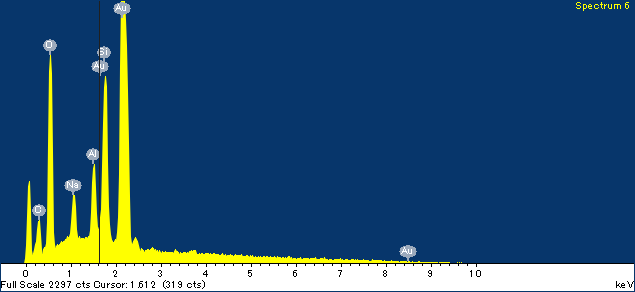 Spectrum 6
Au
O
Si
Au
Al
Na
O
Au
0 1 2 3 4 5 6 7 8 9 10
Full Scale 2297 cts Cursor: 1.612 (319 cts) keV